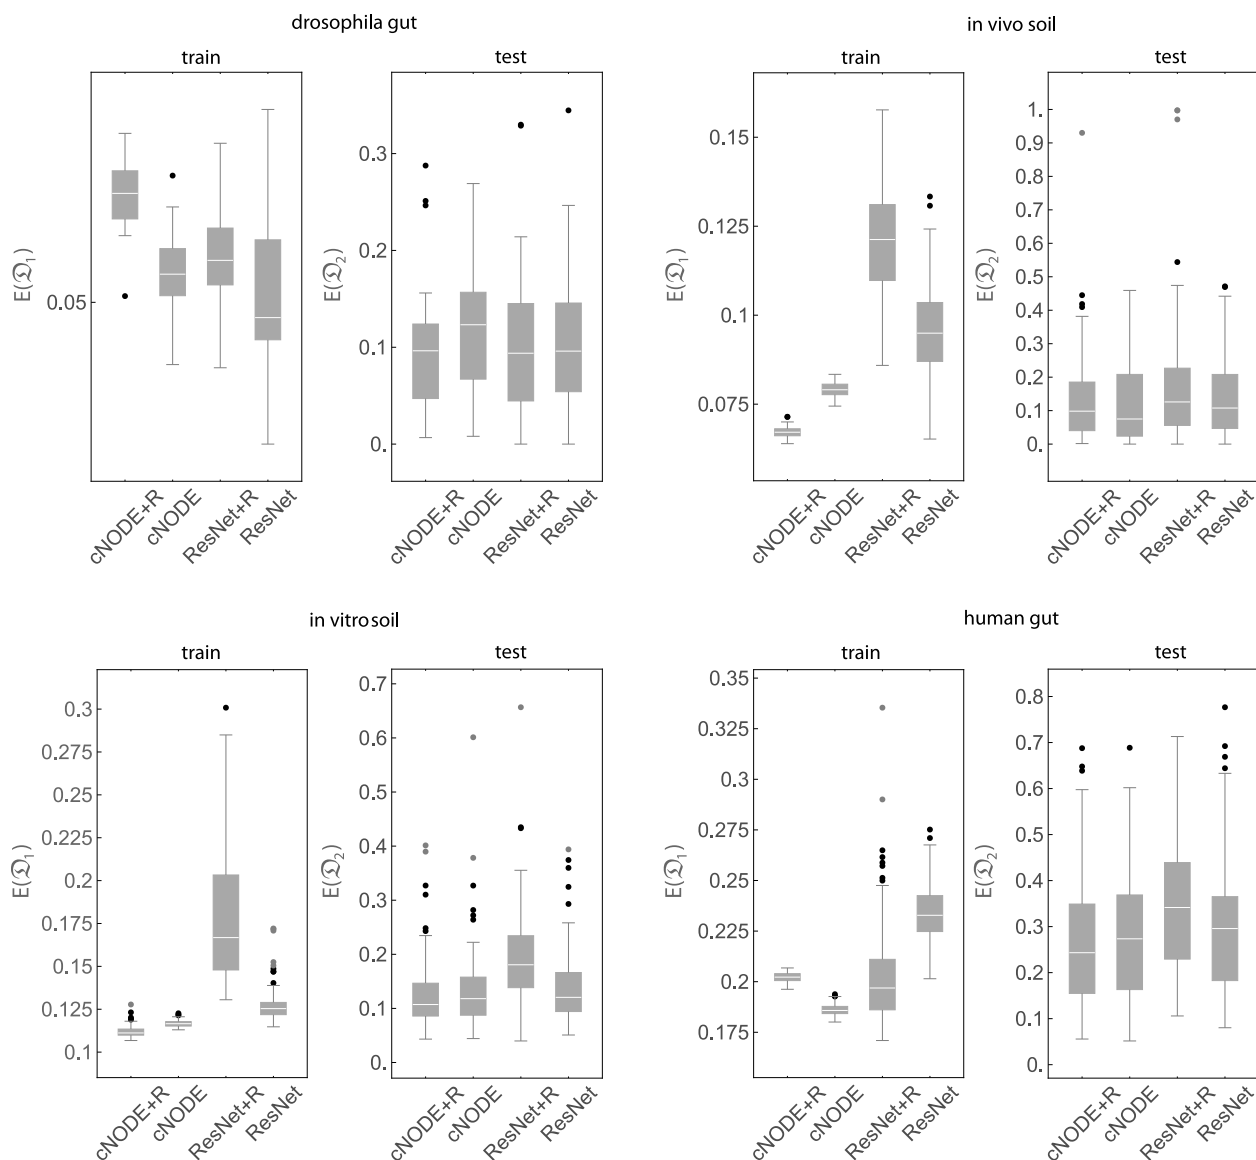 drosophila gut
train
test
E(𝔇₁)
0.05
E(𝔇₂)
0.3
0.2
0.1
0.
cNODE+R
cNODE
ResNet+R
ResNet
cNODE+R
cNODE
ResNet+R
ResNet
in vivo soil
train
test
E(𝔇₁)
0.15
0.125
0.1
0.075
E(𝔇₂)
1.
0.9
0.8
0.7
0.6
0.5
0.4
0.3
0.2
0.1
0.
cNODE+R
cNODE
ResNet+R
ResNet
cNODE+R
cNODE
ResNet+R
ResNet
in vitro soil
train
test
E(𝔇₁)
0.3
0.275
0.25
0.225
0.2
0.175
0.15
0.125
0.1
E(𝔇₂)
0.7
0.6
0.5
0.4
0.3
0.2
0.1
0.
cNODE+R
cNODE
ResNet+R
ResNet
cNODE+R
cNODE
ResNet+R
ResNet
human gut
train
test
E(𝔇₁)
0.35
0.325
0.3
0.275
0.25
0.225
0.2
0.175
E(𝔇₂)
0.8
0.7
0.6
0.5
0.4
0.3
0.2
0.1
0.
cNODE+R
cNODE
ResNet+R
ResNet
cNODE+R
cNODE
ResNet+R
ResNet